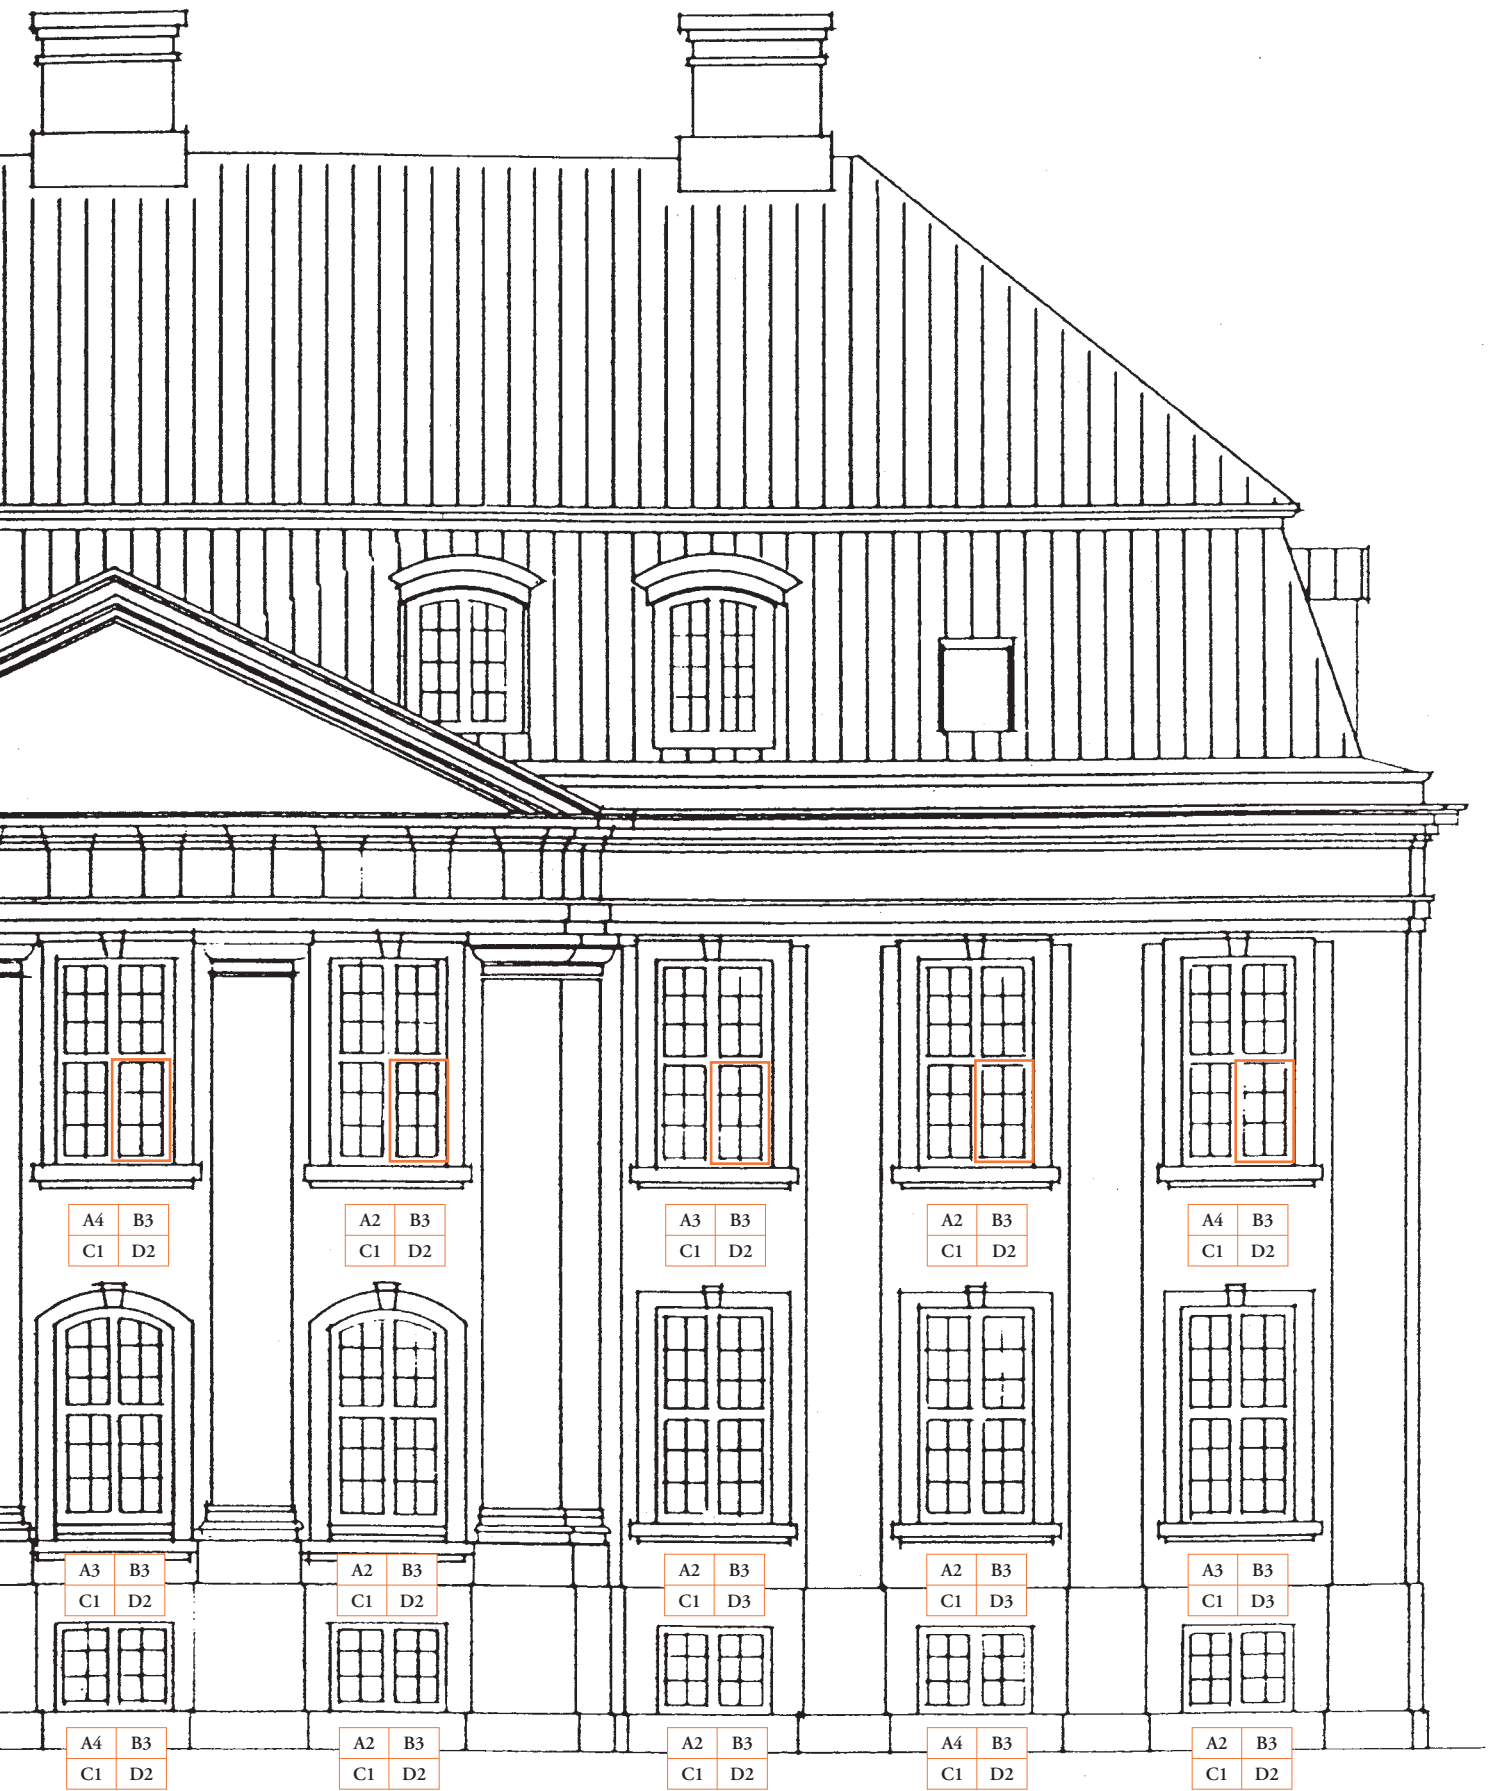 A4 B3 A2 B3 A3 B3 A2 B3 A4 B3
C1 D2 C1 D2 C1 D2 C1 D2 C1 D2
A3 B3 A2 B3 A2 B3 A2 B3 A3 B3
C1 D2 C1 D2 C1 D3 C1 D3 C1 D3
A4 B3 A2 B3 A2 B3 A4 B3 A2 B3
C1 D2 C1 D2 C1 D2 C1 D2 C1 D2